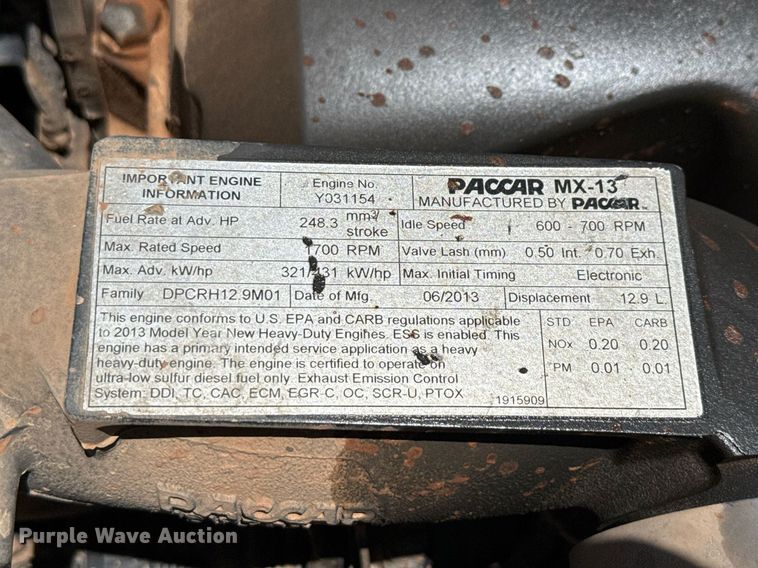 IMPORTANT ENGINE INFORMATION
Engine No. Y031154
PACCAR MX-13
MANUFACTURED BY PACCAR
Fuel Rate at Adv. HP 248.3 mm³/stroke
Idle Speed 600 - 700 RPM
Max. Rated Speed 1700 RPM
Valve Lash (mm) 0.50 Int. 0.70 Exh.
Max. Adv. kW/hp 321/431 kW/hp
Max. Initial Timing Electronic
Family DPCRH12.9M01
Date of Mfg. 06/2013
Displacement 12.9 L
This engine conforms to U.S. EPA and CARB regulations applicable
to 2013 Model Year New Heavy-Duty Engines. ESS is enabled. This
engine has a primary intended service application as a heavy
heavy-duty engine. The engine is certified to operate on
ultra-low sulfur diesel fuel only. Exhaust Emission Control
System: DDI, TC, CAC, ECM, EGR-C, OC, SCR-U, PTOX
1915909
STD EPA CARB
NOx 0.20 0.20
PM 0.01 0.01
PACCAR
Purple Wave Auction